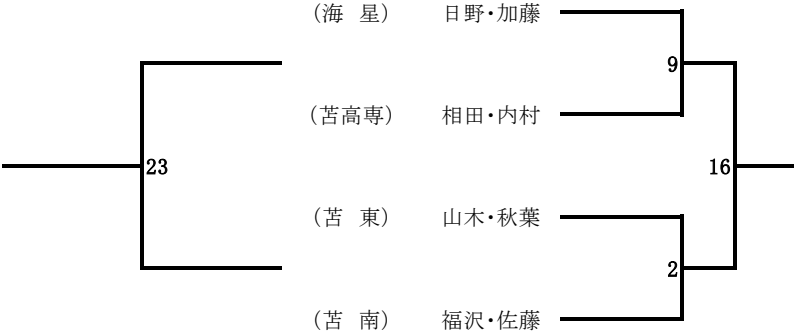 (海 星) 日野・加藤
9
(苫高専) 相田・内村
23
16
(苫 東) 山木・秋葉
2
(苫 南) 福沢・佐藤